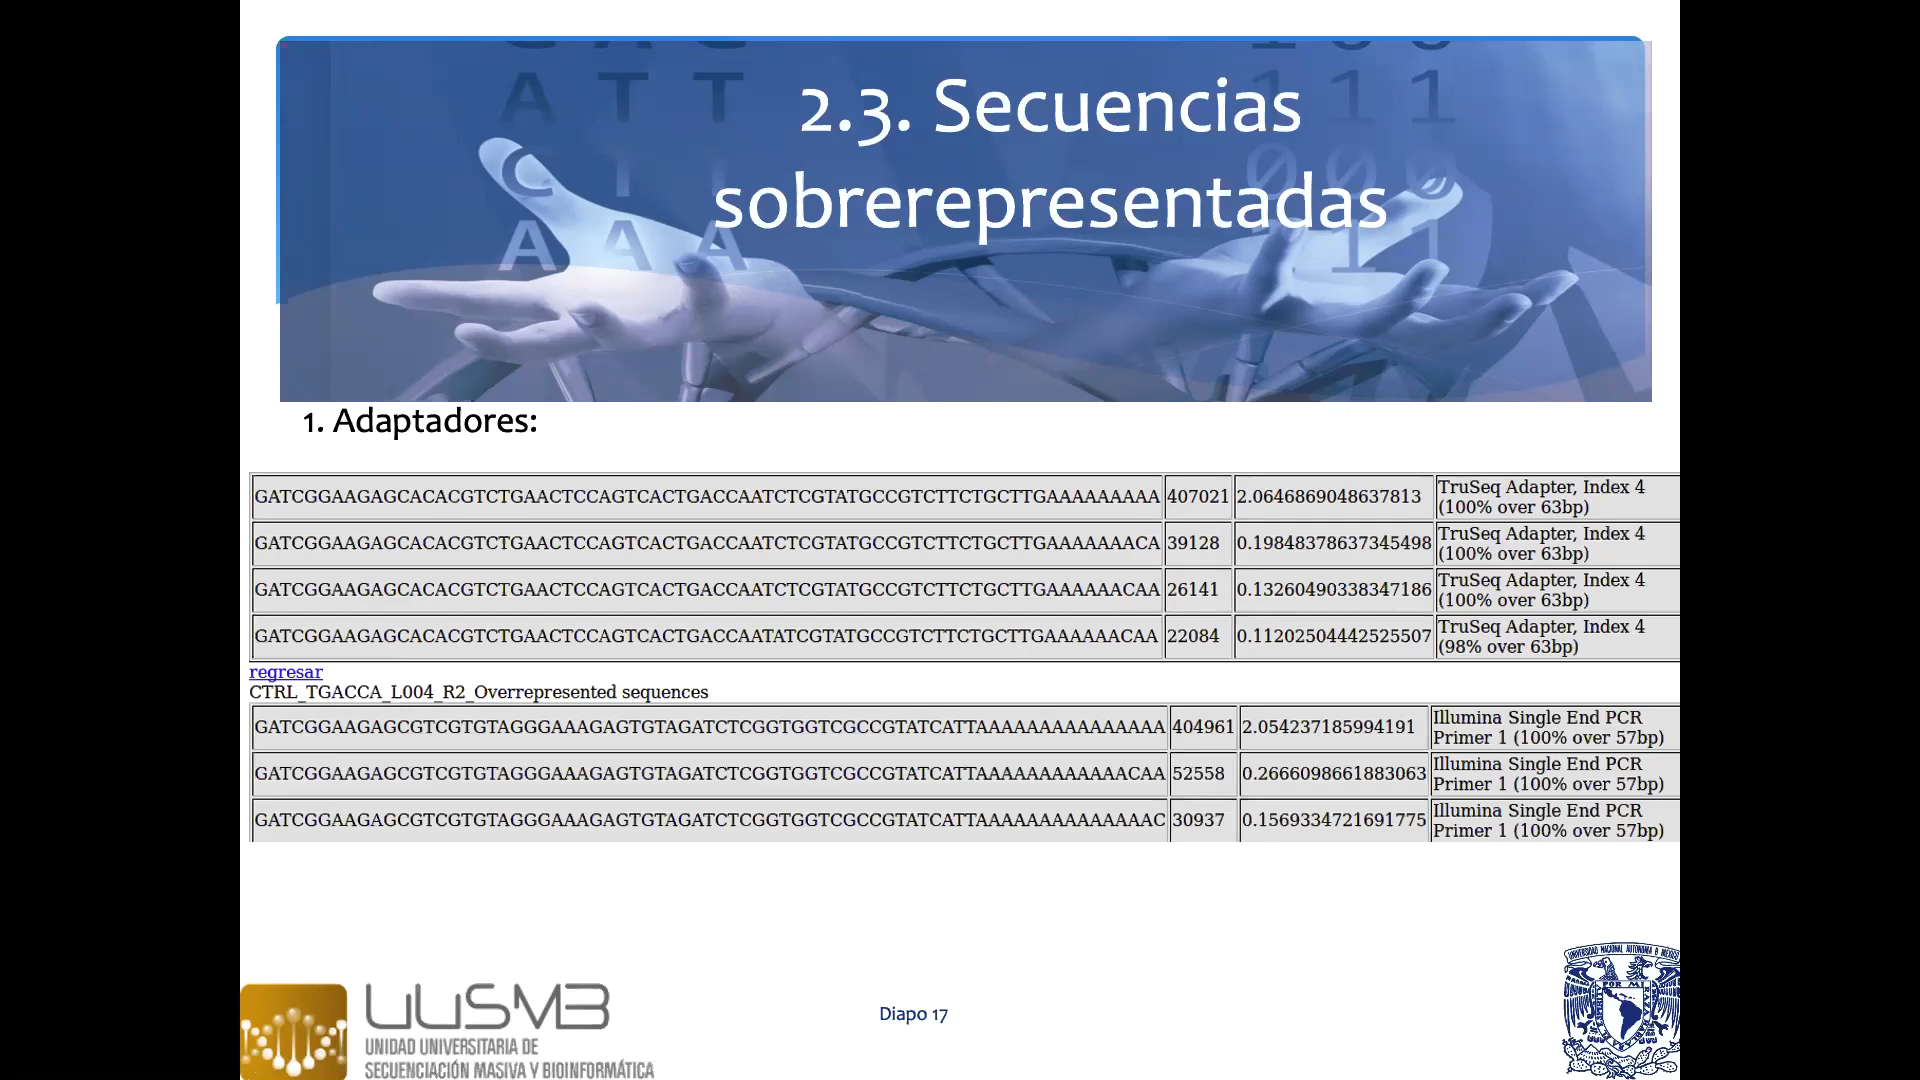 2.3. Secuencias
sobrerepresentadas
1. Adaptadores:
GATCGGAAGAGCACACGTCTGAACTCCAGTCACTGACCAATCTCGTATGCCGTCTTCTGCTTGAAAAAAAAA 407021 2.0646869048637813 TruSeq Adapter, Index 4
(100% over 63bp)
GATCGGAAGAGCACACGTCTGAACTCCAGTCACTGACCAATCTCGTATGCCGTCTTCTGCTTGAAAAAAACA 39128 0.19848378637345498 TruSeq Adapter, Index 4
(100% over 63bp)
GATCGGAAGAGCACACGTCTGAACTCCAGTCACTGACCAATCTCGTATGCCGTCTTCTGCTTGAAAAAACAA 26141 0.13260490338347186 TruSeq Adapter, Index 4
(100% over 63bp)
GATCGGAAGAGCACACGTCTGAACTCCAGTCACTGACCAATATCGTATGCCGTCTTCTGCTTGAAAAAACAA 22084 0.11202504442525507 TruSeq Adapter, Index 4
(98% over 63bp)
regresar
CTRL_TGACCA_L004_R2_Overrepresented sequences
GATCGGAAGAGCGTCGTGTAGGGAAAGAGTGTAGATCTCGGTGGTCGCCGTATCATTAAAAAAAAAAAAAAA 404961 2.054237185994191 Illumina Single End PCR
Primer 1 (100% over 57bp)
GATCGGAAGAGCGTCGTGTAGGGAAAGAGTGTAGATCTCGGTGGTCGCCGTATCATTAAAAAAAAAAAACAA 52558 0.2666098661883063 Illumina Single End PCR
Primer 1 (100% over 57bp)
GATCGGAAGAGCGTCGTGTAGGGAAAGAGTGTAGATCTCGGTGGTCGCCGTATCATTAAAAAAAAAAAAAAC 30937 0.1569334721691775 Illumina Single End PCR
Primer 1 (100% over 57bp)
UUSMB
UNIDAD UNIVERSITARIA DE
SECUENCIACIÓN MASIVA Y BIOINFORMÁTICA
Diapo 17